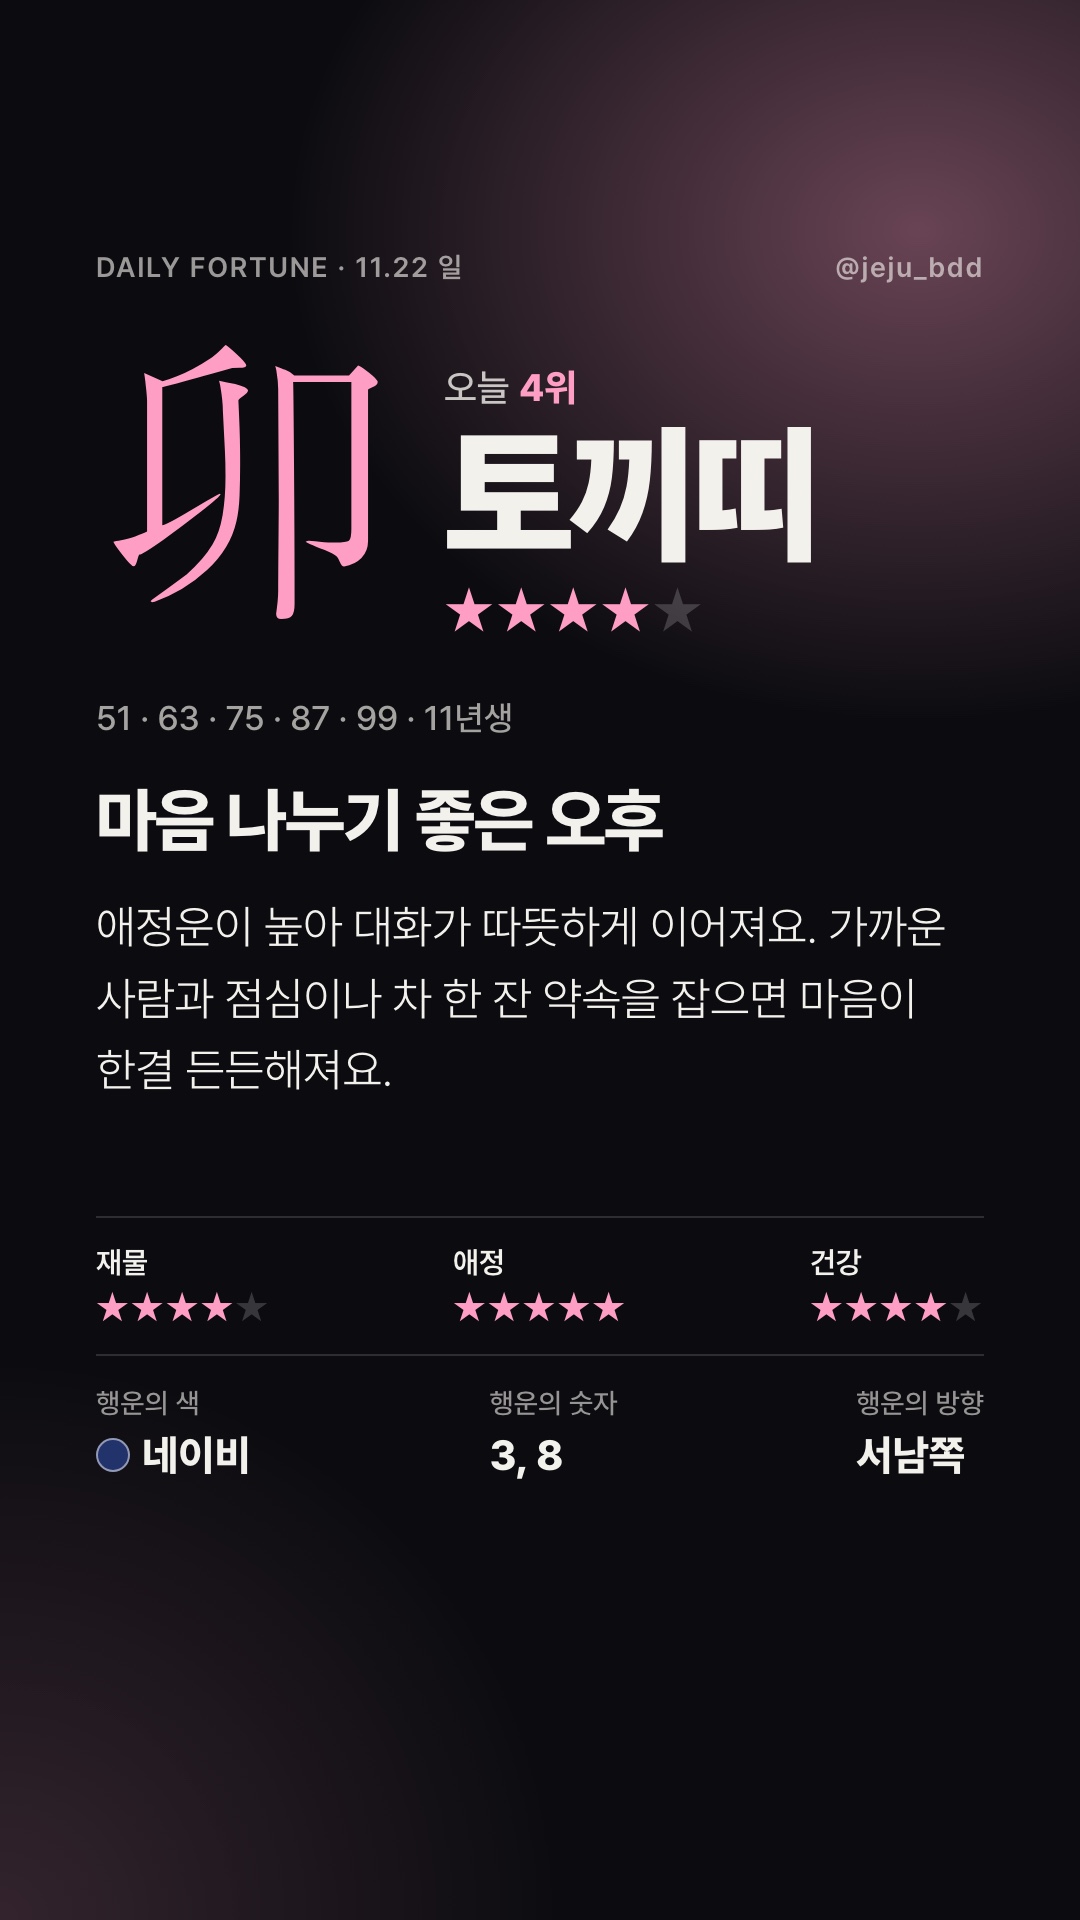 DAILY FORTUNE · 11.22 일
@jeju_bdd
卯
오늘 4위
토끼띠
★★★★★
51 · 63 · 75 · 87 · 99 · 11년생
마음 나누기 좋은 오후
애정운이 높아 대화가 따뜻하게 이어져요. 가까운
사람과 점심이나 차 한 잔 약속을 잡으면 마음이
한결 든든해져요.
재물
★★★★★
애정
★★★★★
건강
★★★★★
행운의 색
네이비
행운의 숫자
3, 8
행운의 방향
서남쪽